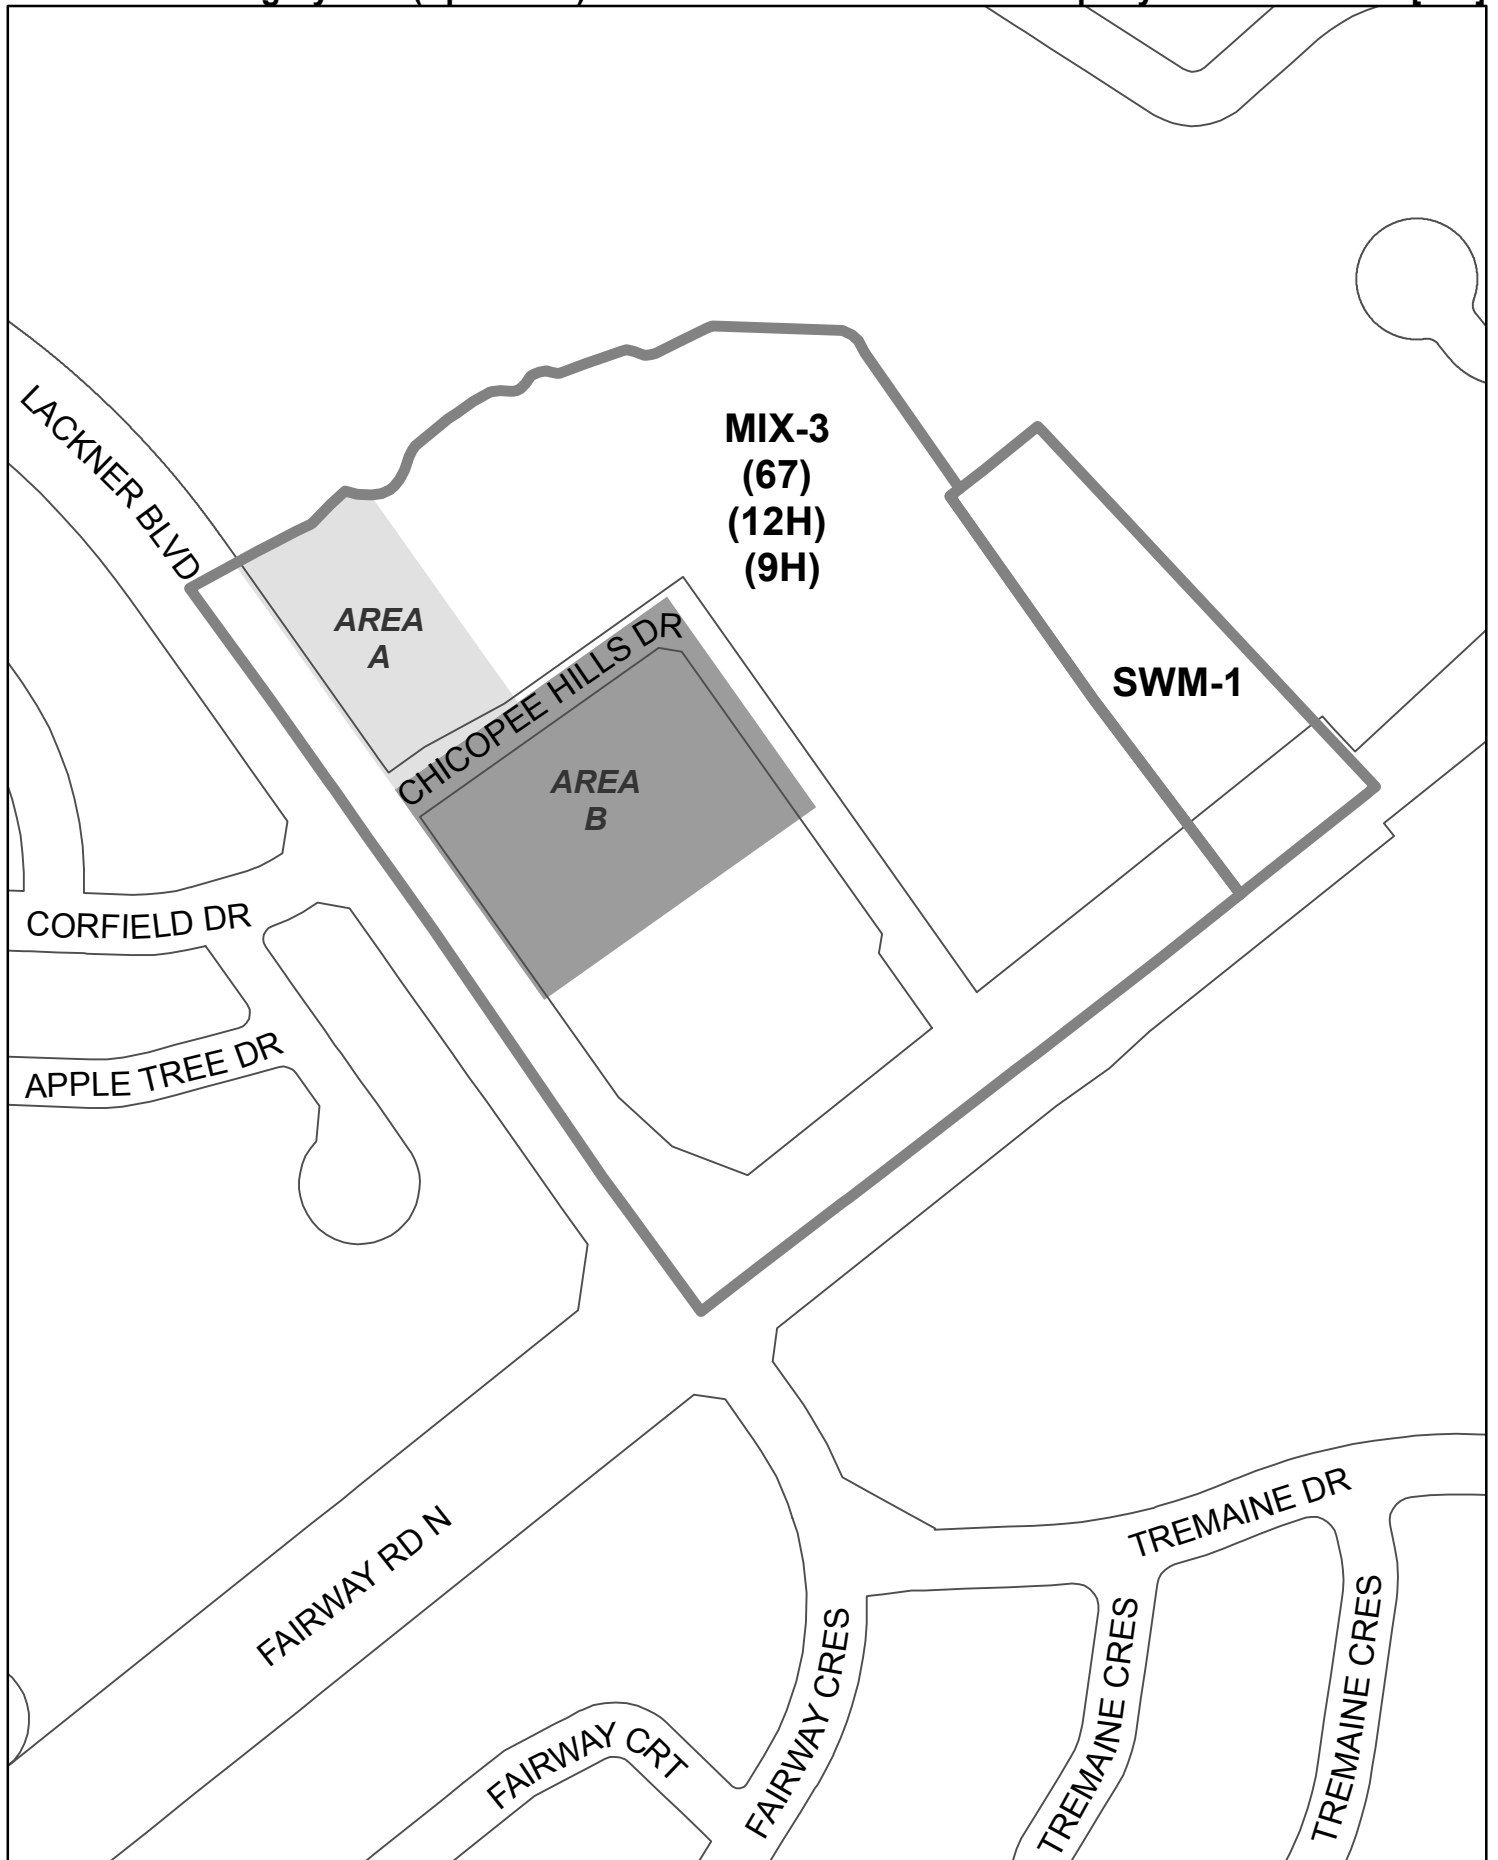 LACKNER BLVD
MIX-3
(67)
(12H)
(9H)
AREA
A
CHICOPEE HILLS DR
SWM-1
AREA
B
CORFIELD DR
APPLE TREE DR
TREMAINE DR
FAIRWAY RD N
FAIRWAY CRES
TREMAINE CRES
TREMAINE CRES
FAIRWAY CRT